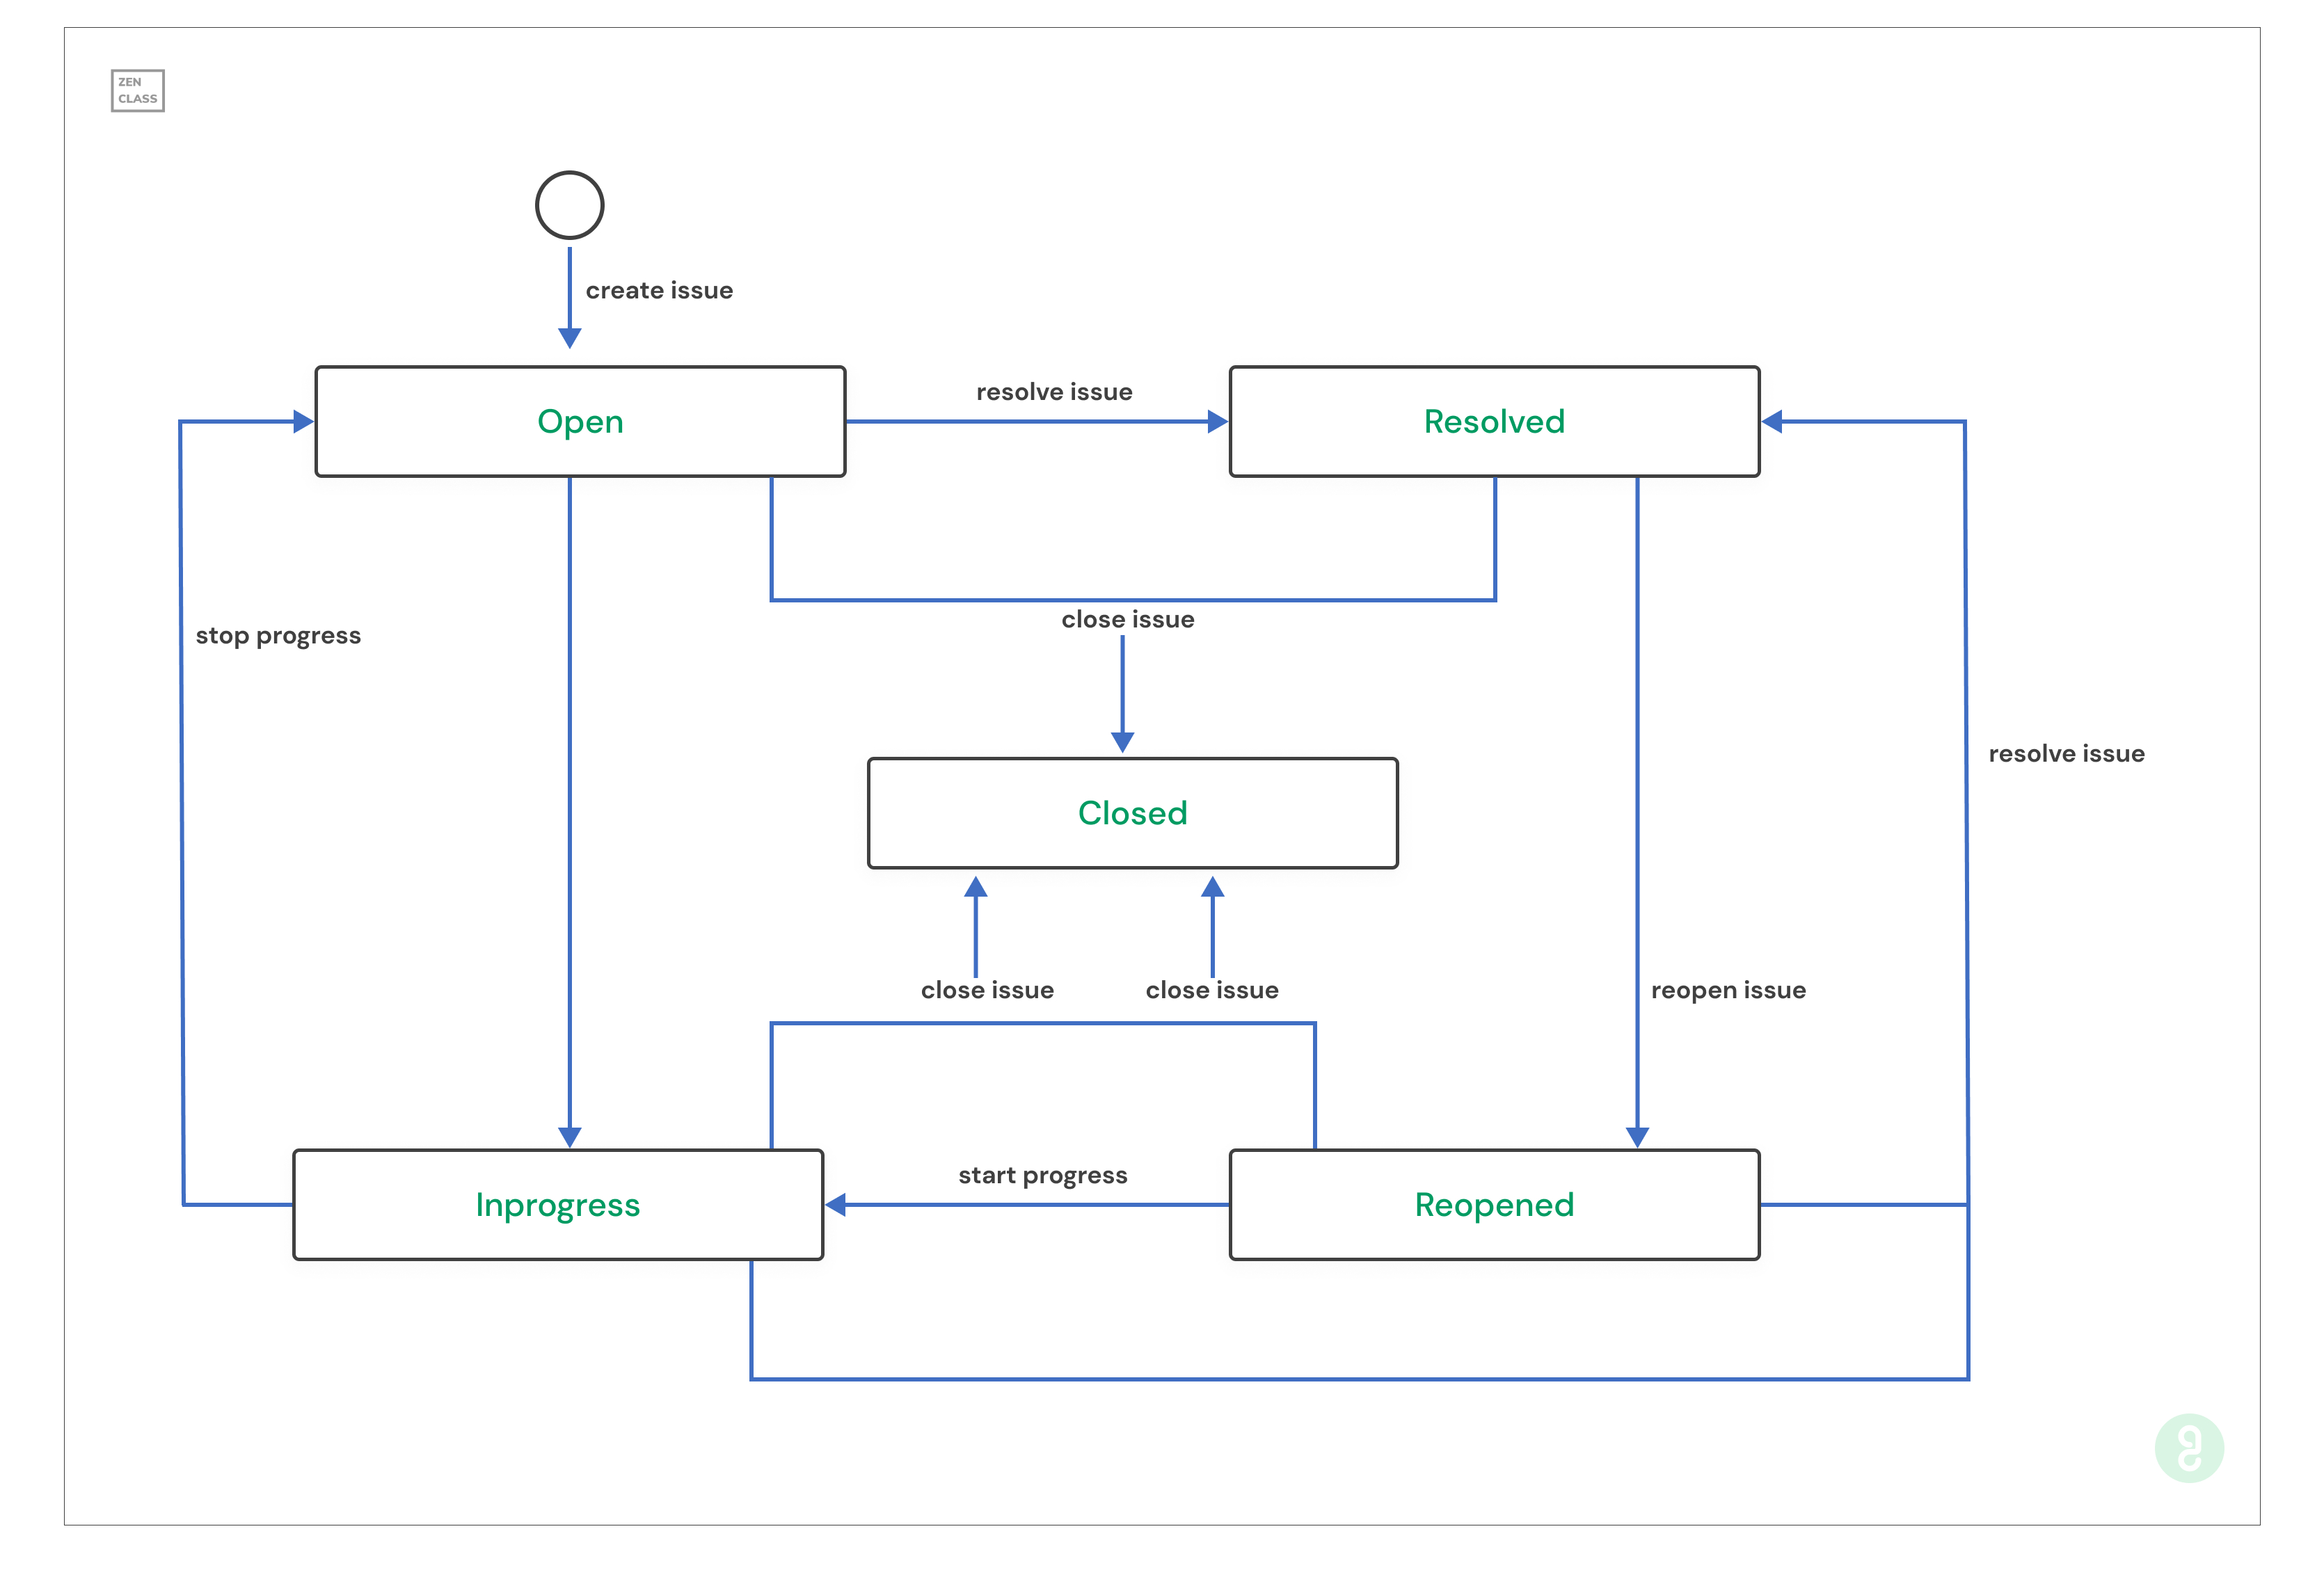 ZEN
CLASS
create issue
Open
resolve issue
Resolved
stop progress
close issue
resolve issue
Closed
close issue
close issue
reopen issue
Inprogress
start progress
Reopened